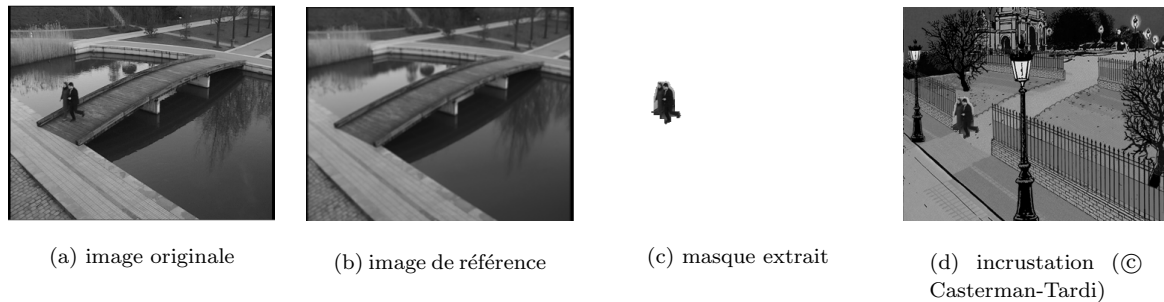 (a) image originale
(b) image de référence
(c) masque extrait
(d) incrustation (©
Casterman-Tardi)